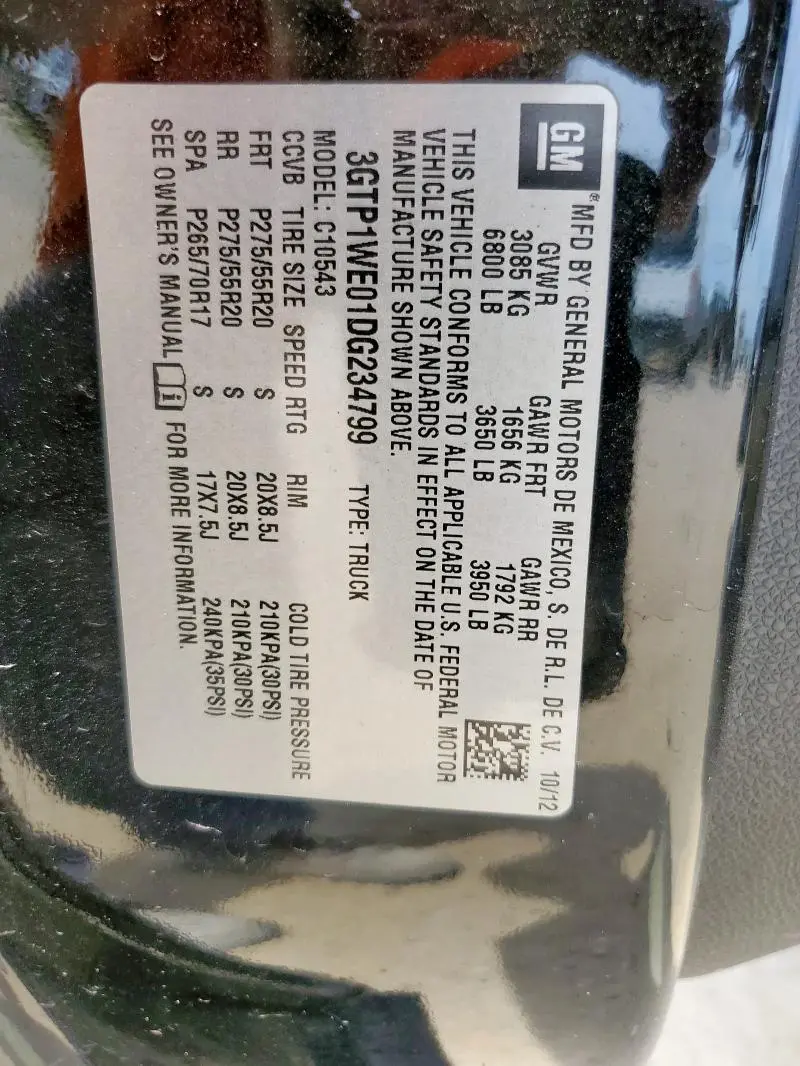 GM
® MFD BY GENERAL MOTORS DE MEXICO, S. DE R.L. DE C.V. 10/12
GVWR GAWR FRT GAWR RR
3085 KG 1656 KG 1792 KG
6800 LB 3650 LB 3950 LB
THIS VEHICLE CONFORMS TO ALL APPLICABLE U.S. FEDERAL MOTOR
VEHICLE SAFETY STANDARDS IN EFFECT ON THE DATE OF
MANUFACTURE SHOWN ABOVE.
3GTP1WE01DG234799 TYPE: TRUCK
MODEL: C10543
CCVB TIRE SIZE SPEED RTG RIM COLD TIRE PRESSURE
FRT P275/55R20 S 20X8.5J 210KPA(30PSI)
RR P275/55R20 S 20X8.5J 210KPA(30PSI)
SPA P265/70R17 S 17X7.5J 240KPA(35PSI)
SEE OWNER'S MANUAL i FOR MORE INFORMATION.